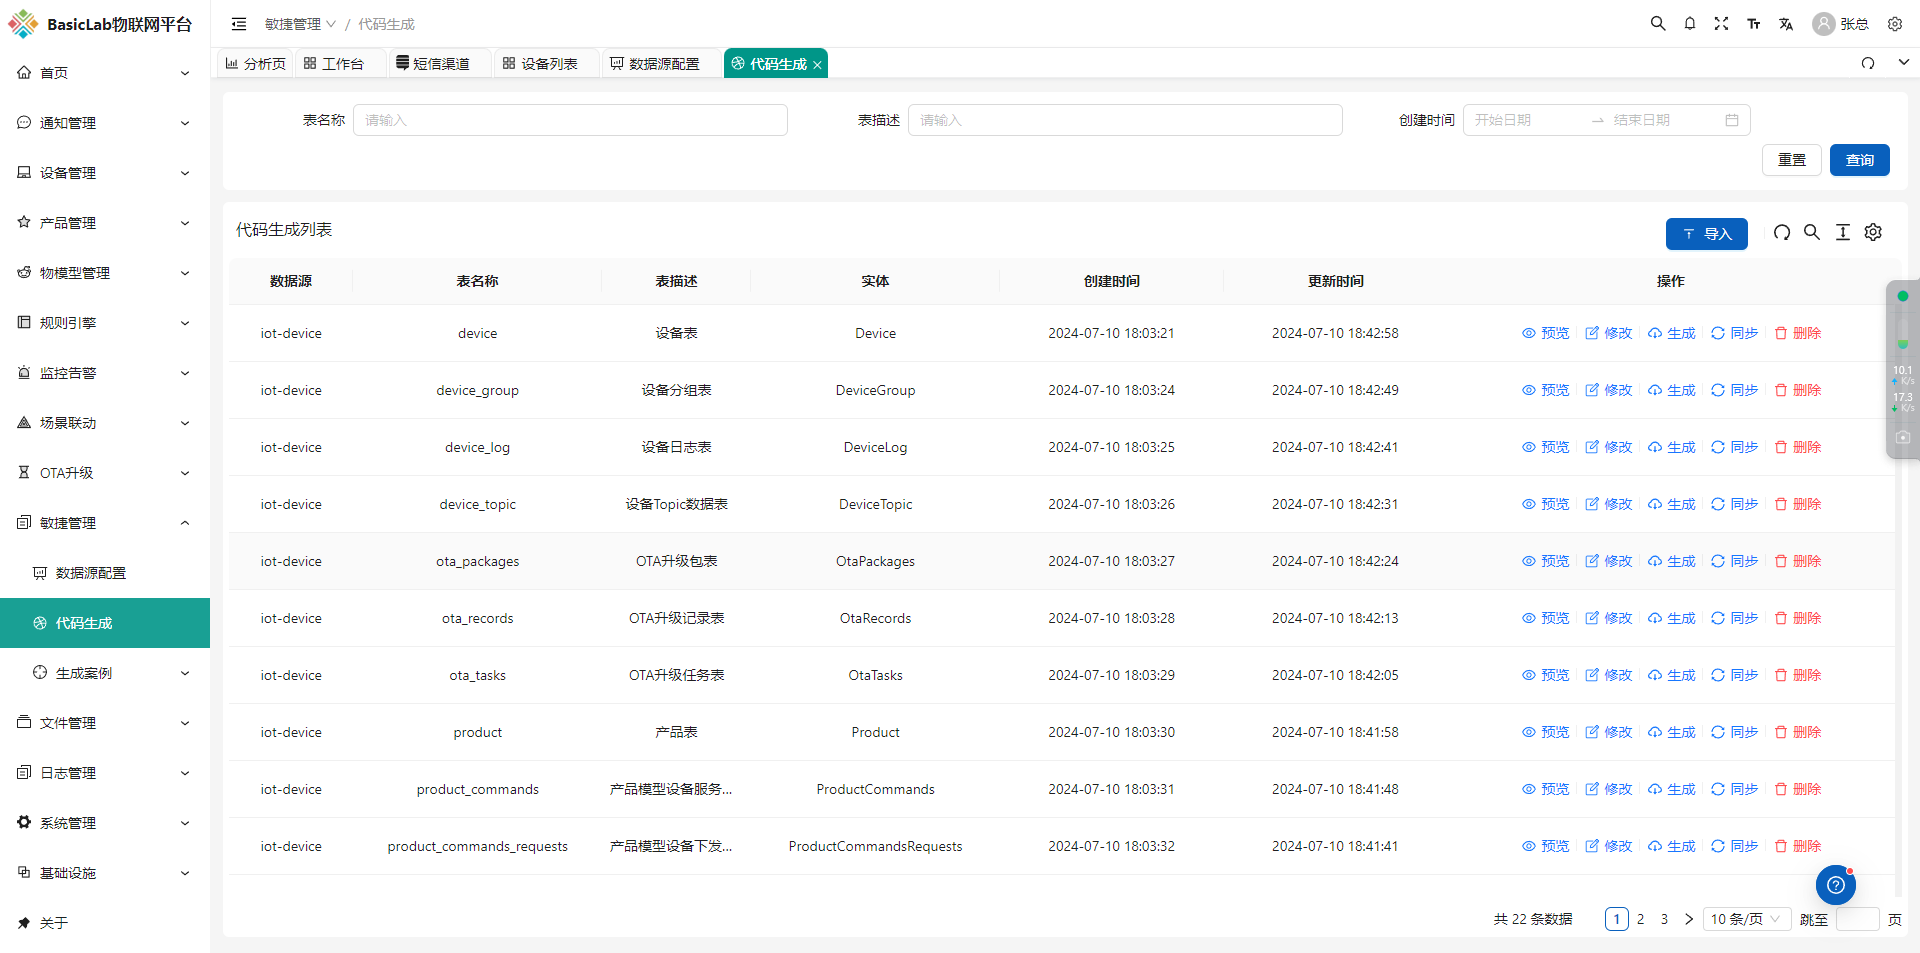 BasicLab物联网平台
敏捷管理 / 代码生成
张总
首页
通知管理
设备管理
产品管理
物模型管理
规则引擎
监控告警
场景联动
OTA升级
敏捷管理
数据源配置
代码生成
生成案例
文件管理
日志管理
系统管理
基础设施
关于
分析页 工作台 短信渠道 设备列表 数据源配置 代码生成
表名称 请输入 表描述 请输入 创建时间 开始日期 结束日期
重置 查询
代码生成列表 导入
数据源 表名称 表描述 实体 创建时间 更新时间 操作
iot-device device 设备表 Device 2024-07-10 18:03:21 2024-07-10 18:42:58 预览 修改 生成 同步 删除
iot-device device_group 设备分组表 DeviceGroup 2024-07-10 18:03:24 2024-07-10 18:42:49 预览 修改 生成 同步 删除
iot-device device_log 设备日志表 DeviceLog 2024-07-10 18:03:25 2024-07-10 18:42:41 预览 修改 生成 同步 删除
iot-device device_topic 设备Topic数据表 DeviceTopic 2024-07-10 18:03:26 2024-07-10 18:42:31 预览 修改 生成 同步 删除
iot-device ota_packages OTA升级包表 OtaPackages 2024-07-10 18:03:27 2024-07-10 18:42:24 预览 修改 生成 同步 删除
iot-device ota_records OTA升级记录表 OtaRecords 2024-07-10 18:03:28 2024-07-10 18:42:13 预览 修改 生成 同步 删除
iot-device ota_tasks OTA升级任务表 OtaTasks 2024-07-10 18:03:29 2024-07-10 18:42:05 预览 修改 生成 同步 删除
iot-device product 产品表 Product 2024-07-10 18:03:30 2024-07-10 18:41:58 预览 修改 生成 同步 删除
iot-device product_commands 产品模型设备服务... ProductCommands 2024-07-10 18:03:31 2024-07-10 18:41:48 预览 修改 生成 同步 删除
iot-device product_commands_requests 产品模型设备下发... ProductCommandsRequests 2024-07-10 18:03:32 2024-07-10 18:41:41 预览 修改 生成 同步 删除
共 22 条数据 1 2 3 10 条/页 跳至 页
10.1
K/s
17.3
K/s